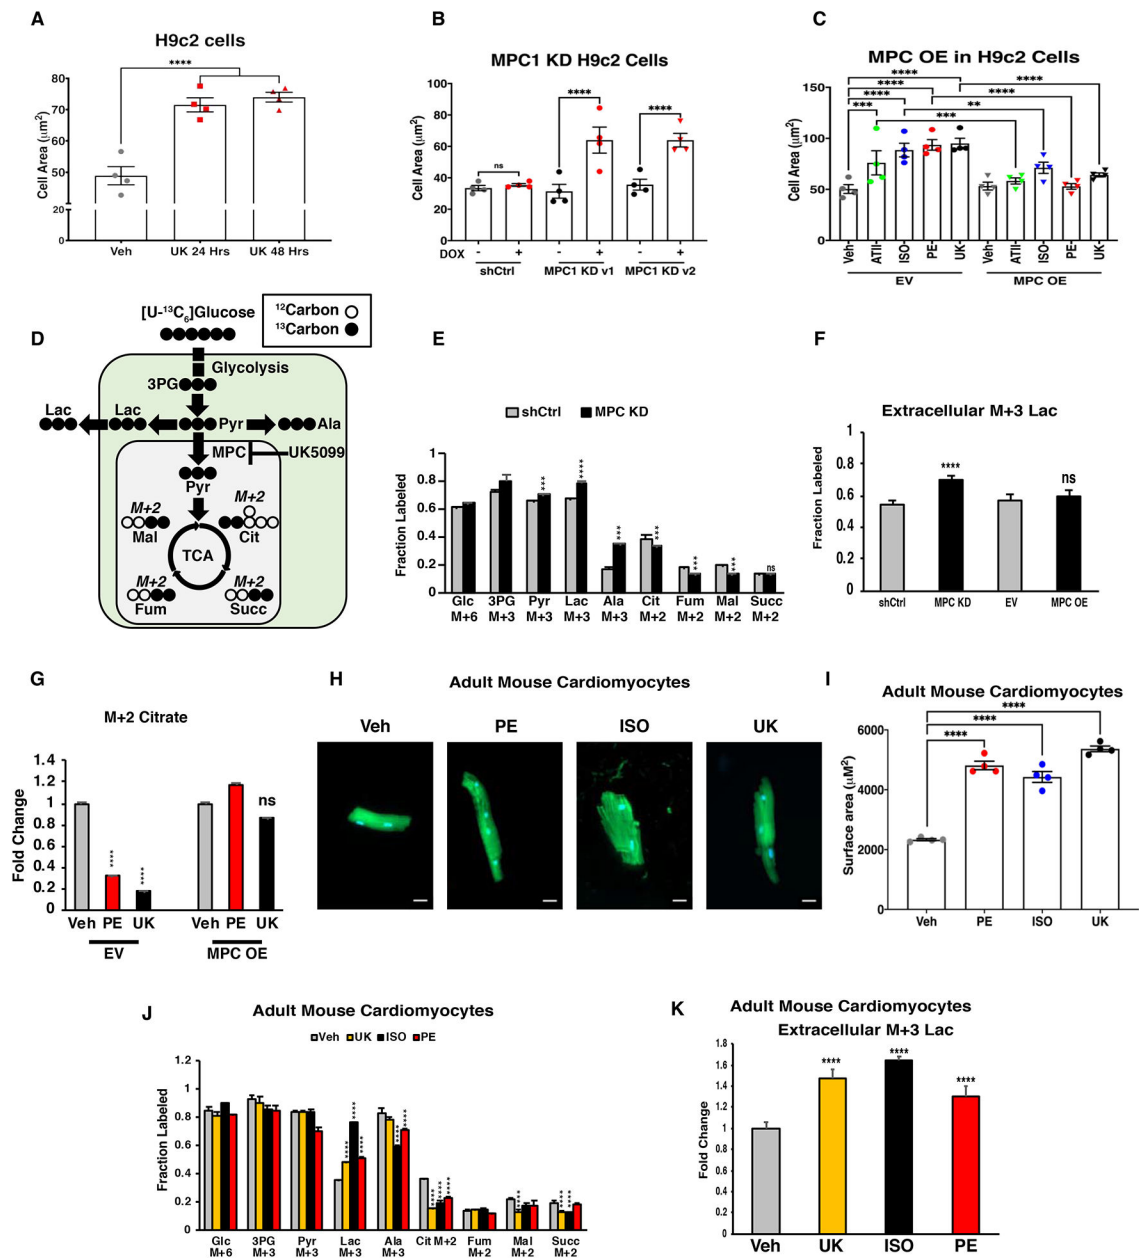 A
H9c2 cells
****
Cell Area (μm²)
80
70
60
50
20
0
Veh
UK 24 Hrs
UK 48 Hrs
B
MPC1 KD H9c2 Cells
****
****
ns
Cell Area (μm²)
100
80
60
40
20
0
DOX
- + - + - +
shCtrl
MPC1 KD v1
MPC1 KD v2
C
MPC OE in H9c2 Cells
****
****
****
****
****
***
**
***
Cell Area (μm²)
150
100
50
0
Veh
ATII
ISO
PE
UK
Veh
ATII
ISO
PE
UK
EV
MPC OE
D
[U-¹³C₆]Glucose
¹²Carbon
¹³Carbon
Glycolysis
3PG
Lac
Lac
Pyr
Ala
MPC
UK5099
Pyr
M+2
M+2
Mal
Cit
TCA
M+2
M+2
Fum
Succ
E
shCtrl MPC KD
Fraction Labeled
1
0.8
0.6
0.4
0.2
0
***
****
***
***
***
***
ns
Glc 3PG Pyr Lac Ala Cit Fum Mal Succ
M+6 M+3 M+3 M+3 M+3 M+2 M+2 M+2 M+2
F
Extracellular M+3 Lac
Fraction Labeled
1
0.8
0.6
0.4
0.2
0
****
ns
shCtrl
MPC KD
EV
MPC OE
G
M+2 Citrate
Fold Change
1.4
1.2
1
0.8
0.6
0.4
0.2
0
****
****
ns
Veh PE UK
Veh PE UK
EV
MPC OE
H
Adult Mouse Cardiomyocytes
Veh
PE
ISO
UK
I
Adult Mouse Cardiomyocytes
****
****
****
Surface area (μM²)
6000
4000
2000
0
Veh
PE
ISO
UK
J
Adult Mouse Cardiomyocytes
Veh UK ISO PE
Fraction Labeled
1.2
1
0.8
0.6
0.4
0.2
0
****
****
****
****
****
****
****
****
****
****
****
Glc 3PG Pyr Lac Ala Cit M+2 Fum Mal Succ
M+6 M+3 M+3 M+3 M+3 M+2 M+2 M+2
K
Adult Mouse Cardiomyocytes
Extracellular M+3 Lac
Fold Change
1.8
1.6
1.4
1.2
1
0.8
0.6
0.4
0.2
0
****
****
****
Veh
UK
ISO
PE